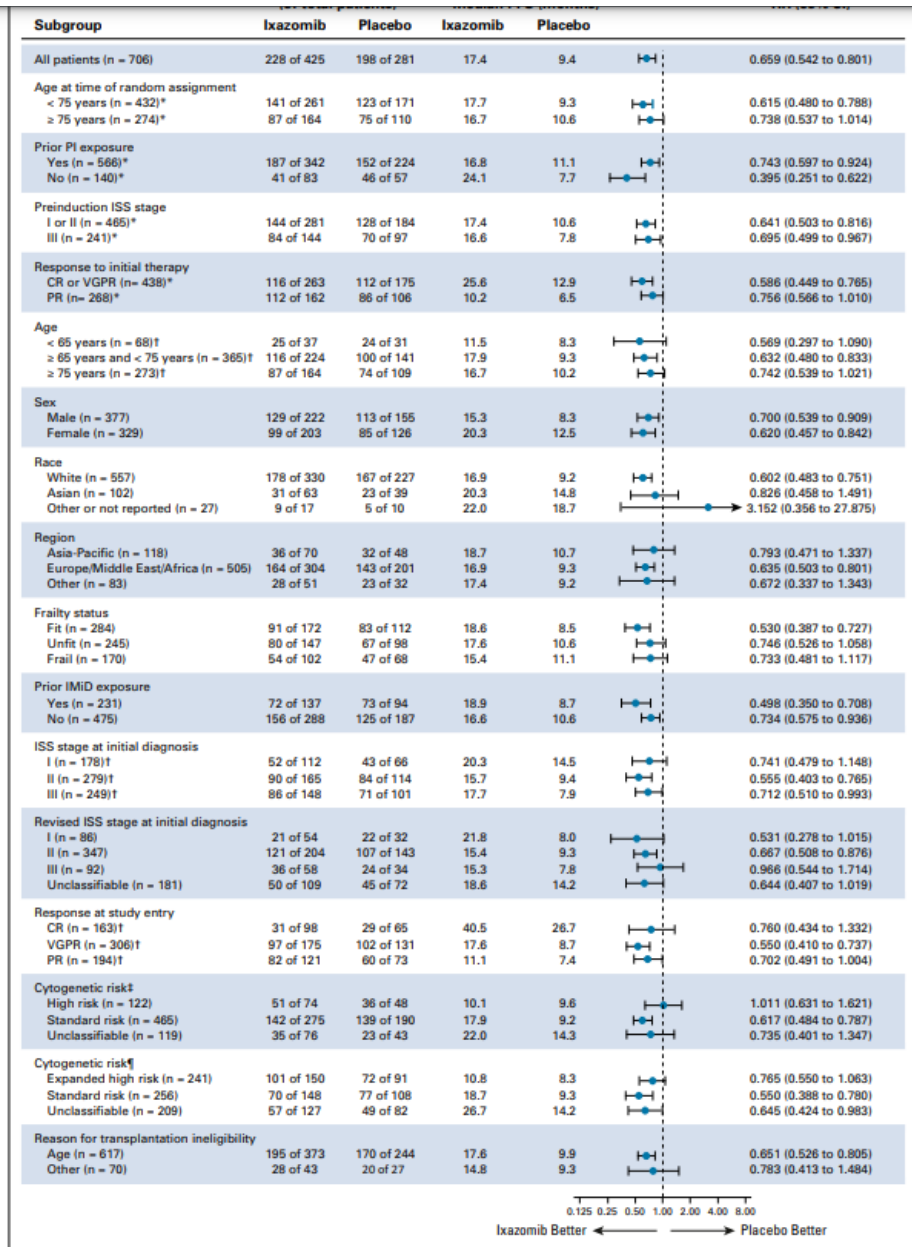 Subgroup Ixazomib Placebo Ixazomib Placebo
All patients (n = 706) 228 of 425 198 of 281 17.4 9.4 0.659 (0.542 to 0.801)
Age at time of random assignment
< 75 years (n = 432)* 141 of 261 123 of 171 17.7 9.3 0.615 (0.480 to 0.788)
≥ 75 years (n = 274)* 87 of 164 75 of 110 16.7 10.6 0.738 (0.537 to 1.014)
Prior PI exposure
Yes (n = 566)* 187 of 342 152 of 224 16.8 11.1 0.743 (0.597 to 0.924)
No (n = 140)* 41 of 83 46 of 57 24.1 7.7 0.395 (0.251 to 0.622)
Preinduction ISS stage
I or II (n = 465)* 144 of 281 128 of 184 17.4 10.6 0.641 (0.503 to 0.816)
III (n = 241)* 84 of 144 70 of 97 16.6 7.8 0.695 (0.499 to 0.967)
Response to initial therapy
CR or VGPR (n= 438)* 116 of 263 112 of 175 25.6 12.9 0.586 (0.449 to 0.765)
PR (n= 268)* 112 of 162 86 of 106 10.2 6.5 0.756 (0.566 to 1.010)
Age
< 65 years (n = 68)† 25 of 37 24 of 31 11.5 8.3 0.569 (0.297 to 1.090)
≥ 65 years and < 75 years (n = 365)† 116 of 224 100 of 141 17.9 9.3 0.632 (0.480 to 0.833)
≥ 75 years (n = 273)† 87 of 164 74 of 109 16.7 10.2 0.742 (0.539 to 1.021)
Sex
Male (n = 377) 129 of 222 113 of 155 15.3 8.3 0.700 (0.539 to 0.909)
Female (n = 329) 99 of 203 85 of 126 20.3 12.5 0.620 (0.457 to 0.842)
Race
White (n = 557) 178 of 330 167 of 227 16.9 9.2 0.602 (0.483 to 0.751)
Asian (n = 102) 31 of 63 23 of 39 20.3 14.8 0.826 (0.458 to 1.491)
Other or not reported (n = 27) 9 of 17 5 of 10 22.0 18.7 3.152 (0.356 to 27.875)
Region
Asia-Pacific (n = 118) 36 of 70 32 of 48 18.7 10.7 0.793 (0.471 to 1.337)
Europe/Middle East/Africa (n = 505) 164 of 304 143 of 201 16.9 9.3 0.635 (0.503 to 0.801)
Other (n = 83) 28 of 51 23 of 32 17.4 9.2 0.672 (0.337 to 1.343)
Frailty status
Fit (n = 284) 91 of 172 83 of 112 18.6 8.5 0.530 (0.387 to 0.727)
Unfit (n = 245) 80 of 147 67 of 98 17.6 10.6 0.746 (0.526 to 1.058)
Frail (n = 170) 54 of 102 47 of 68 15.4 11.1 0.733 (0.481 to 1.117)
Prior IMiD exposure
Yes (n = 231) 72 of 137 73 of 94 18.9 8.7 0.498 (0.350 to 0.708)
No (n = 475) 156 of 288 125 of 187 16.6 10.6 0.734 (0.575 to 0.936)
ISS stage at initial diagnosis
I (n = 178)† 52 of 112 43 of 66 20.3 14.5 0.741 (0.479 to 1.148)
II (n = 279)† 90 of 165 84 of 114 15.7 9.4 0.555 (0.403 to 0.765)
III (n = 249)† 86 of 148 71 of 101 17.7 7.9 0.712 (0.510 to 0.993)
Revised ISS stage at initial diagnosis
I (n = 86) 21 of 54 22 of 32 21.8 8.0 0.531 (0.278 to 1.015)
II (n = 347) 121 of 204 107 of 143 15.4 9.3 0.667 (0.508 to 0.876)
III (n = 92) 36 of 58 24 of 34 15.3 7.8 0.966 (0.544 to 1.714)
Unclassifiable (n = 181) 50 of 109 45 of 72 18.6 14.2 0.644 (0.407 to 1.019)
Response at study entry
CR (n = 163)† 31 of 98 29 of 65 40.5 26.7 0.760 (0.434 to 1.332)
VGPR (n = 306)† 97 of 175 102 of 131 17.6 8.7 0.550 (0.410 to 0.737)
PR (n = 194)† 82 of 121 60 of 73 11.1 7.4 0.702 (0.491 to 1.004)
Cytogenetic risk‡
High risk (n = 122) 51 of 74 36 of 48 10.1 9.6 1.011 (0.631 to 1.621)
Standard risk (n = 465) 142 of 275 139 of 190 17.9 9.2 0.617 (0.484 to 0.787)
Unclassifiable (n = 119) 35 of 76 23 of 43 22.0 14.3 0.735 (0.401 to 1.347)
Cytogenetic risk¶
Expanded high risk (n = 241) 101 of 150 72 of 91 10.8 8.3 0.765 (0.550 to 1.063)
Standard risk (n = 256) 70 of 148 77 of 108 18.7 9.3 0.550 (0.388 to 0.780)
Unclassifiable (n = 209) 57 of 127 49 of 82 26.7 14.2 0.645 (0.424 to 0.983)
Reason for transplantation ineligibility
Age (n = 617) 195 of 373 170 of 244 17.6 9.9 0.651 (0.526 to 0.805)
Other (n = 70) 28 of 43 20 of 27 14.8 9.3 0.783 (0.413 to 1.484)
0.125 0.25 0.50 1.00 2.00 4.00 8.00
Ixazomib Better Placebo Better